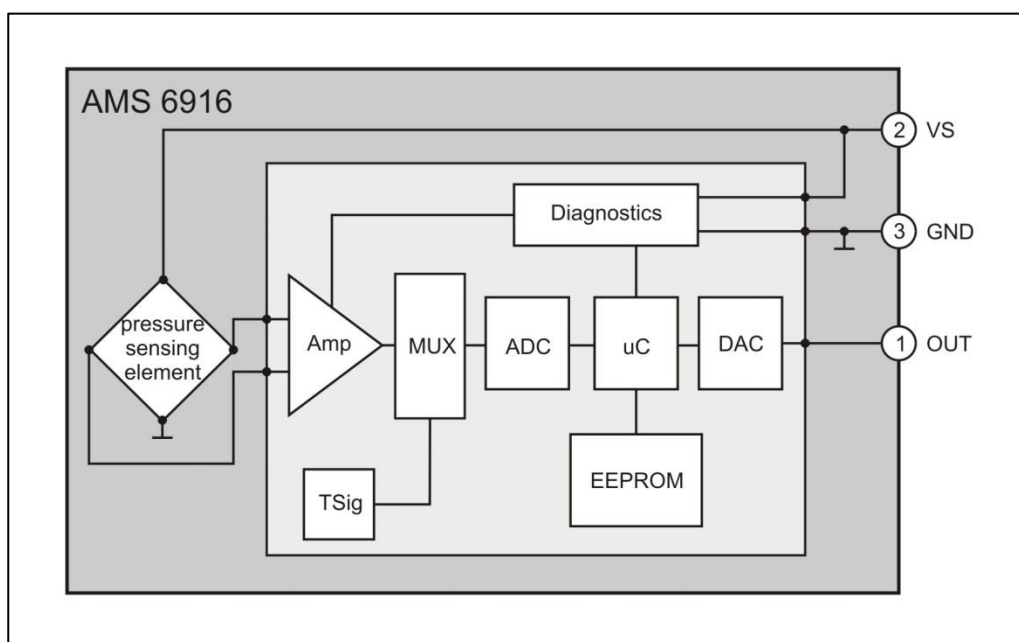 AMS 6916
2 VS
Diagnostics
3 GND
pressure
sensing
element
Amp
MUX
ADC
uC
DAC
1 OUT
TSig
EEPROM